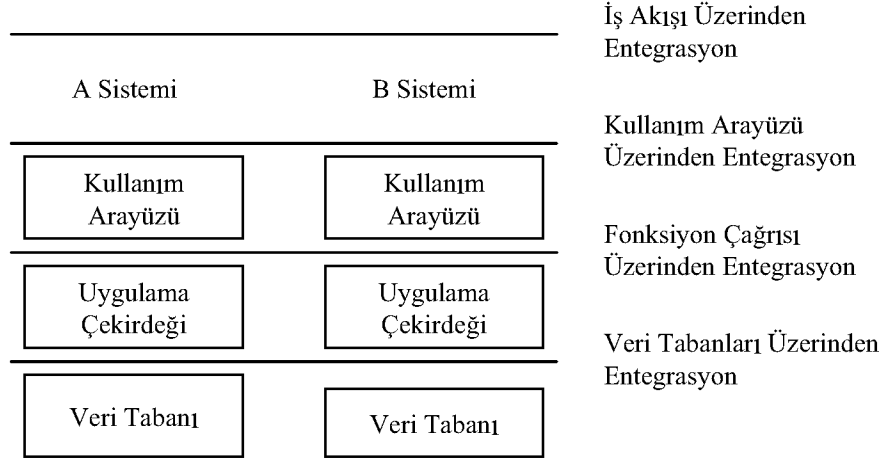 İş Akışı Üzerinden
Entegrasyon
A Sistemi
B Sistemi
Kullanım Arayüzü
Üzerinden Entegrasyon
Kullanım
Arayüzü
Kullanım
Arayüzü
Fonksiyon Çağrısı
Üzerinden Entegrasyon
Uygulama
Çekirdeği
Uygulama
Çekirdeği
Veri Tabanları Üzerinden
Entegrasyon
Veri Tabanı
Veri Tabanı